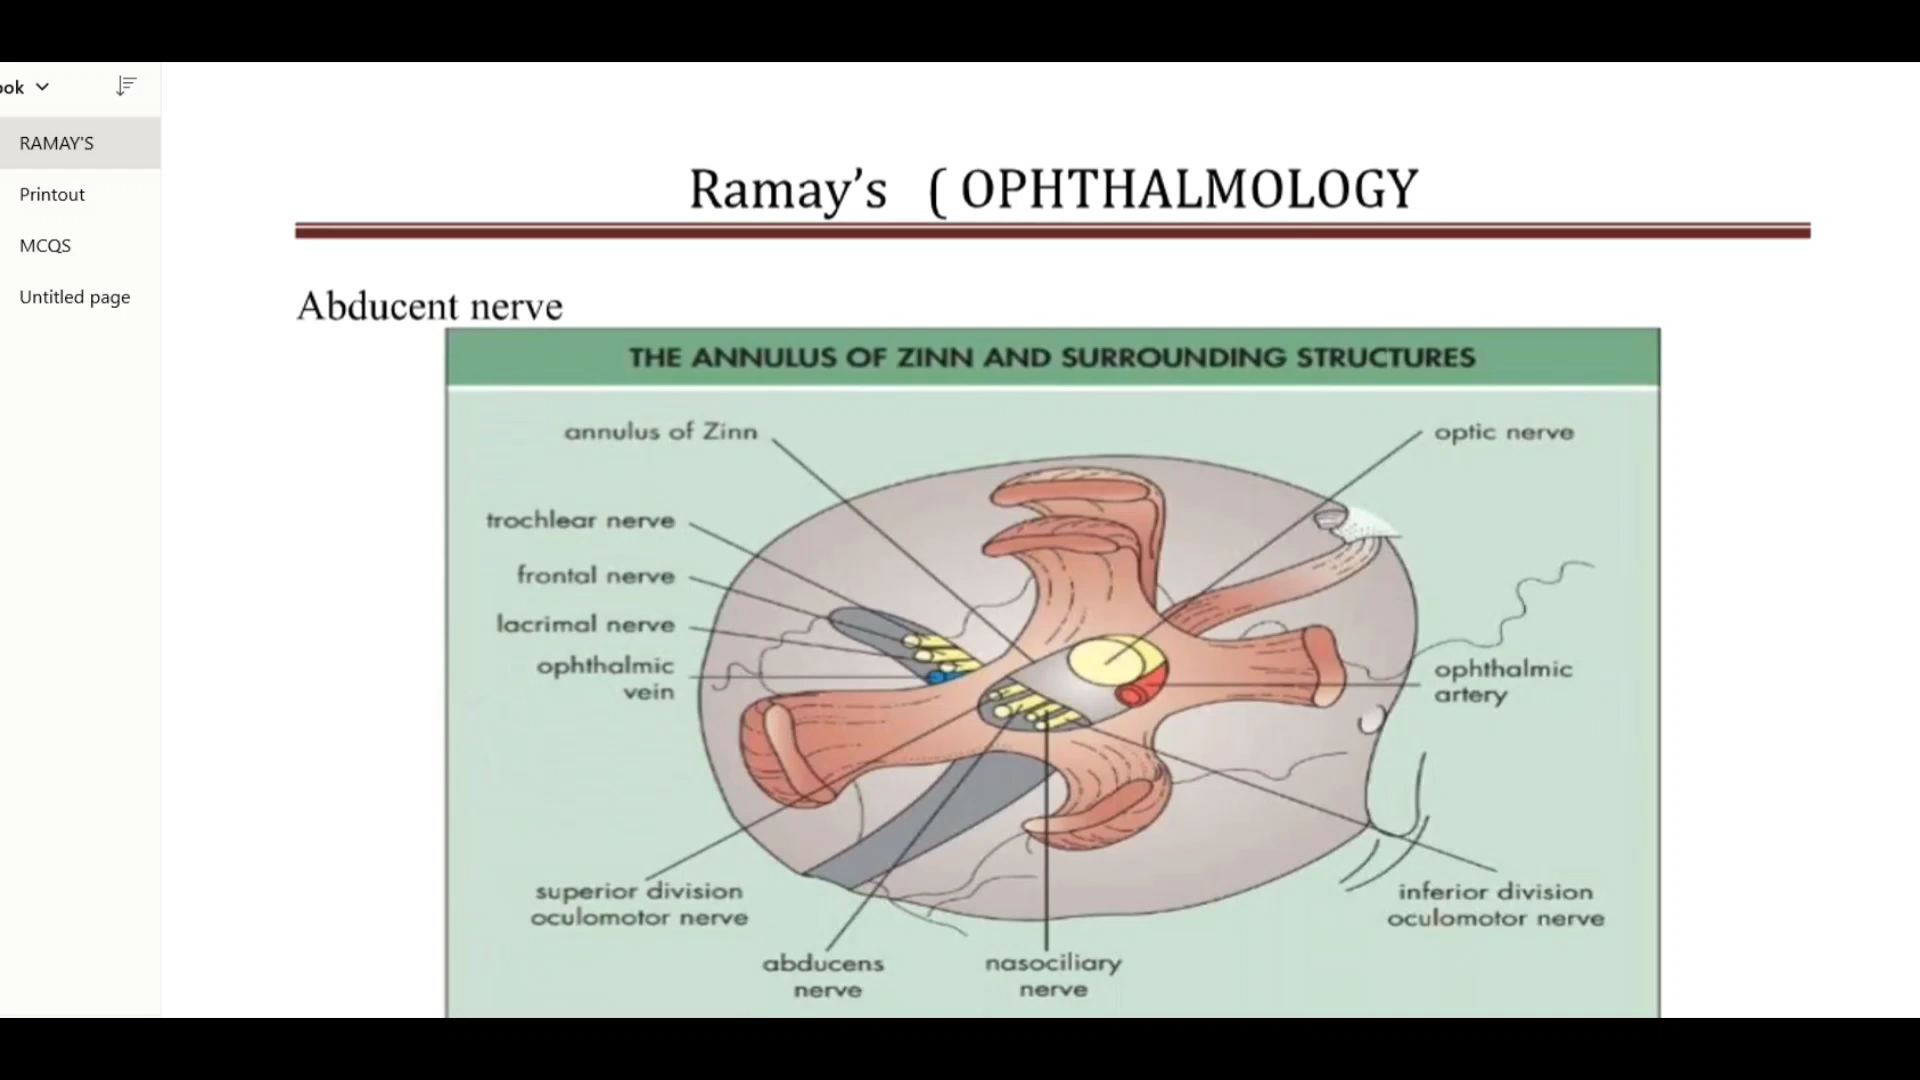 ook
RAMAY'S
Printout
MCQS
Untitled page
Ramay's ( OPHTHALMOLOGY
Abducent nerve
THE ANNULUS OF ZINN AND SURROUNDING STRUCTURES
annulus of Zinn
optic nerve
trochlear nerve
frontal nerve
lacrimal nerve
ophthalmic
vein
ophthalmic
artery
superior division
oculomotor nerve
inferior division
oculomotor nerve
abducens
nerve
nasociliary
nerve